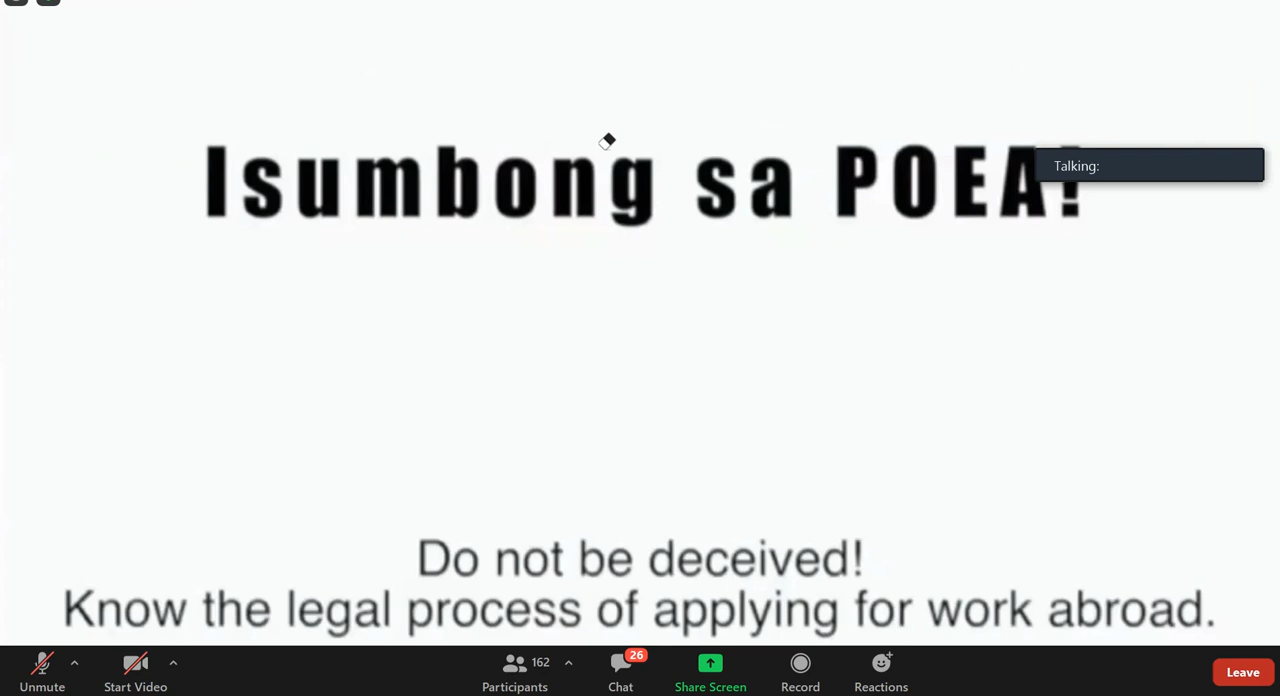 Isumbong sa POEA!
Talking:
Do not be deceived!
Know the legal process of applying for work abroad.
Unmute
Start Video
162
Participants
26
Chat
Share Screen
Record
Reactions
Leave